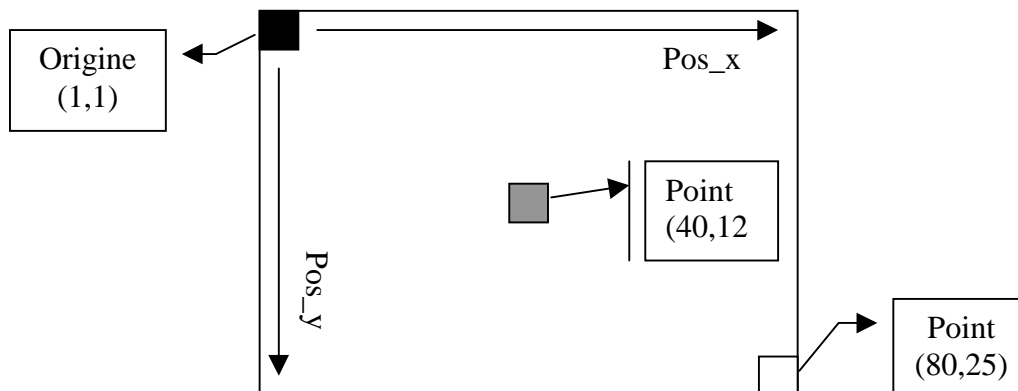 Origine
(1,1)
Pos_x
Point
(40,12
Pos_y
Point
(80,25)